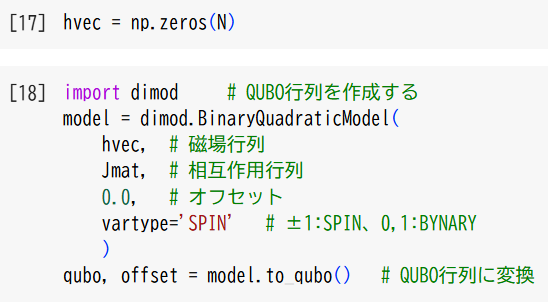 [17] hvec = np.zeros(N)
[18] import dimod # QUBO行列を作成する
model = dimod.BinaryQuadraticModel(
hvec, # 磁場行列
Jmat, # 相互作用行列
0.0, # オフセット
vartype='SPIN' # ±1:SPIN、0,1:BYNARY
)
qubo, offset = model.to_qubo() # QUBO行列に変換